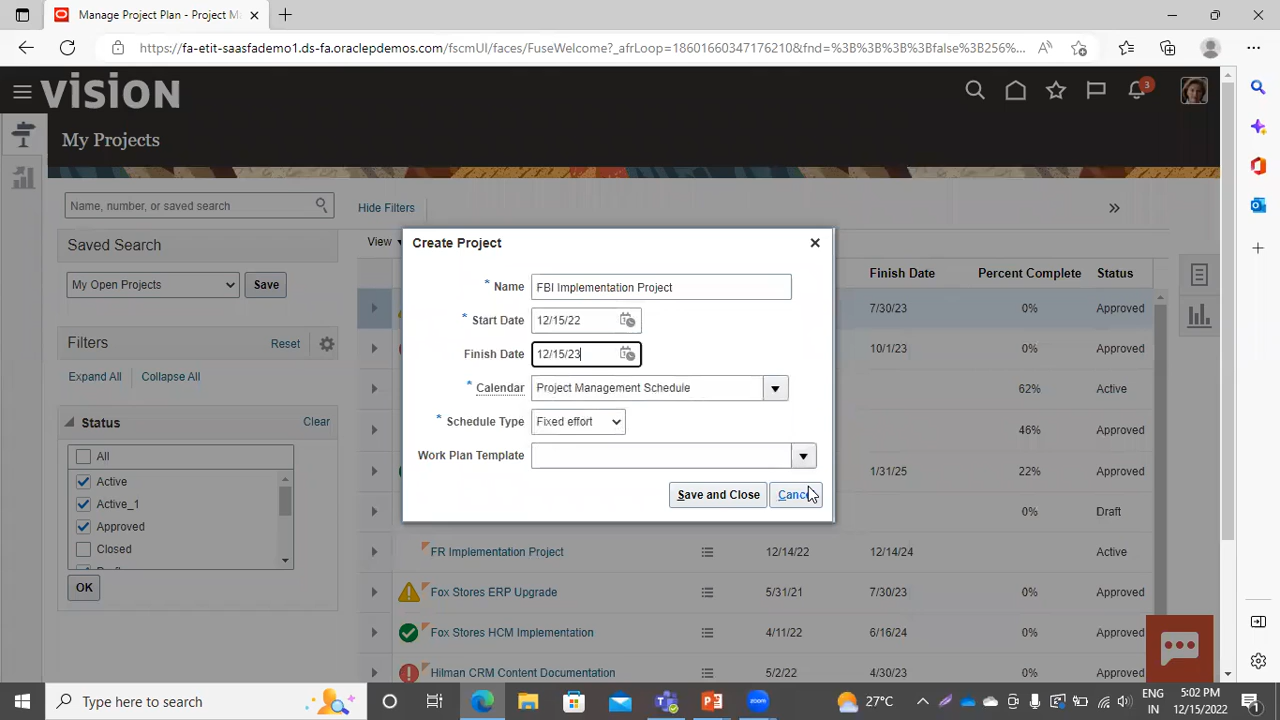 Manage Project Plan - Project M
https://fa-etit-saasfademo1.ds-fa.oraclepdemos.com/fscmUI/faces/FuseWelcome?_afrLoop=18601660347176210&fnd=%3B%3B%3B%3Bfalse%3B256%...
vision
3
My Projects
Name, number, or saved search
Hide Filters
Saved Search
View
My Open Projects
Save
Finish Date
Percent Complete
Status
Create Project
* Name
FBI Implementation Project
* Start Date
12/15/22
Finish Date
12/15/23
* Calendar
Project Management Schedule
* Schedule Type
Fixed effort
Work Plan Template
Save and Close
Cancel
Filters
Reset
Expand All
Collapse All
Status
Clear
All
Active
Active_1
Approved
Closed
OK
7/30/23 0% Approved
10/1/23 0% Approved
62% Active
46% Approved
1/31/25 22% Approved
0% Draft
FR Implementation Project 12/14/22 12/14/24 Active
Fox Stores ERP Upgrade 5/31/21 7/30/23 0% Approved
Fox Stores HCM Implementation 4/11/22 6/16/24 0% Approved
Hilman CRM Content Documentation 5/2/22 4/30/23 0% Approved
Type here to search
zoom
27°C
ENG
IN
5:02 PM
12/15/2022
1